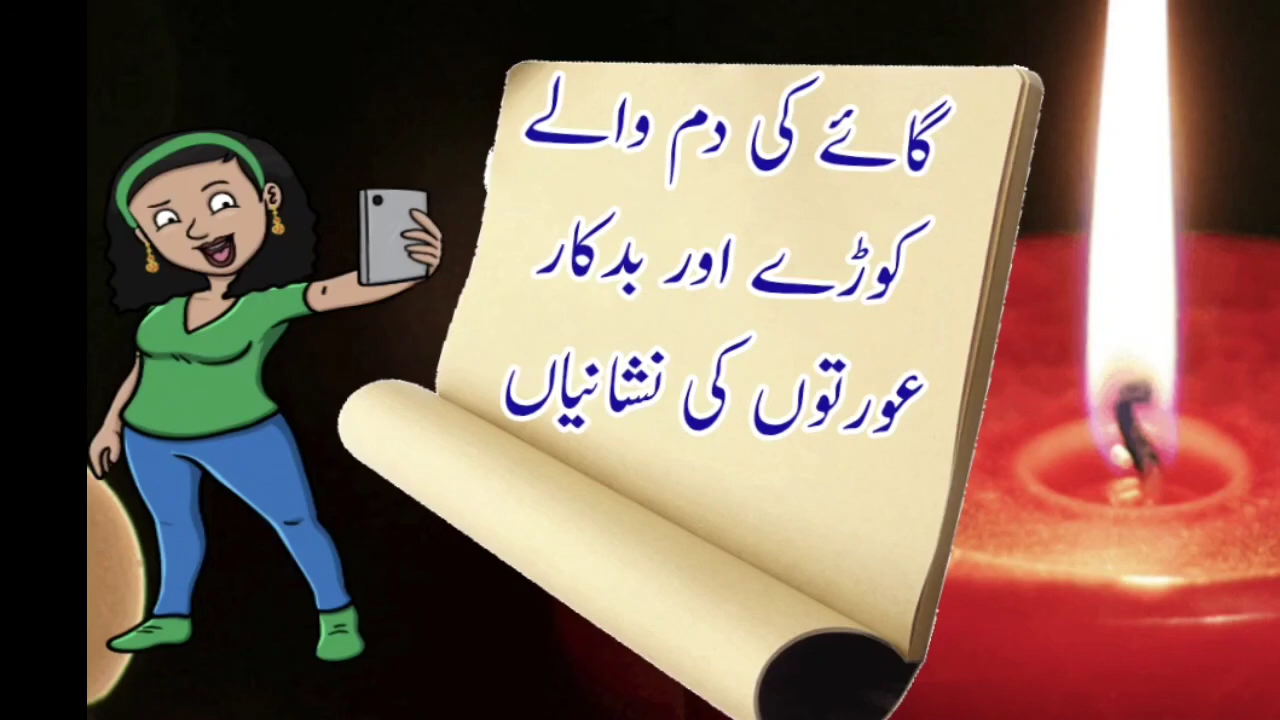 گائے کی دم والے
کوڑے اور بدکار
عورتوں کی نشانیاں